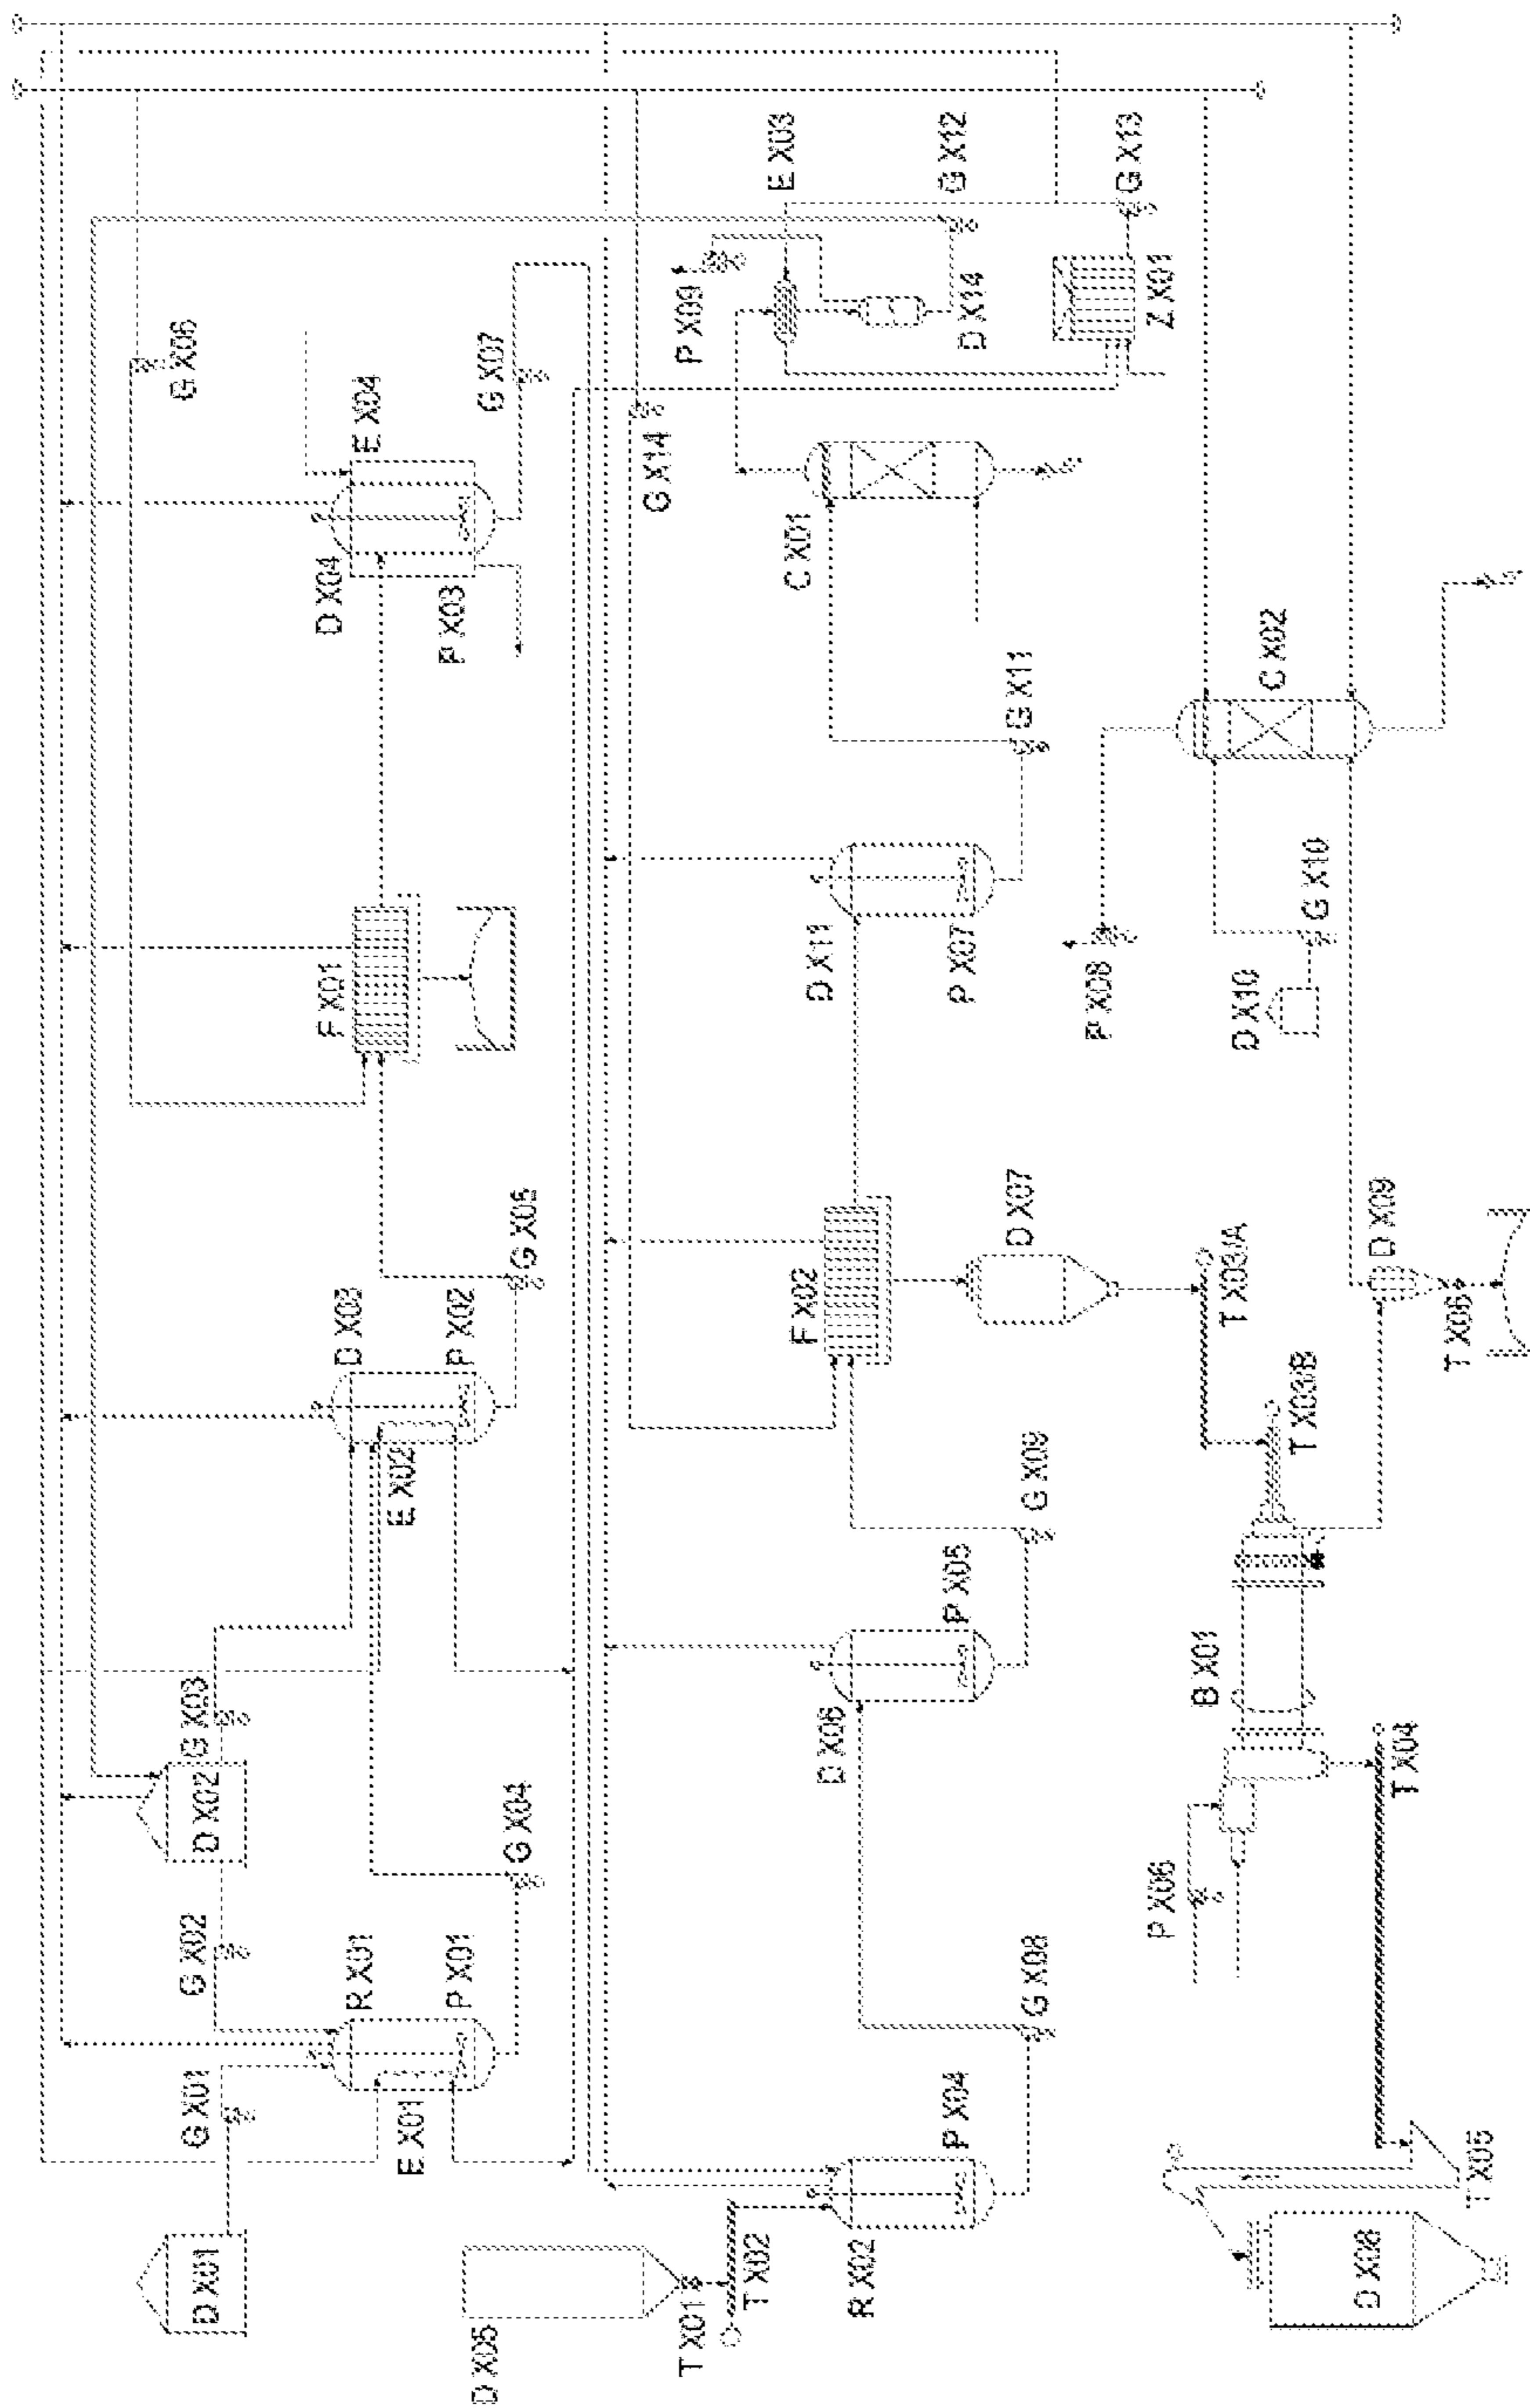 D X01
G X01
G X02
D X02
G X03
G X06
E X01
R X01
P X01
G X04
E X02
D X03
P X02
G X05
F X01
D X04
P X03
E X04
G X07
D X05
T X01
T X02
R X02
P X04
G X08
D X06
P X05
G X09
F X02
D X07
D X11
P X07
G X11
G X14
C X01
P X09
E X03
G X12
D X14
Z X01
G X13
D X08
T X05
T X04
P X06
B X01
T X03/B
T X03/A
D X09
T X06
P X08
D X10
G X10
C X02